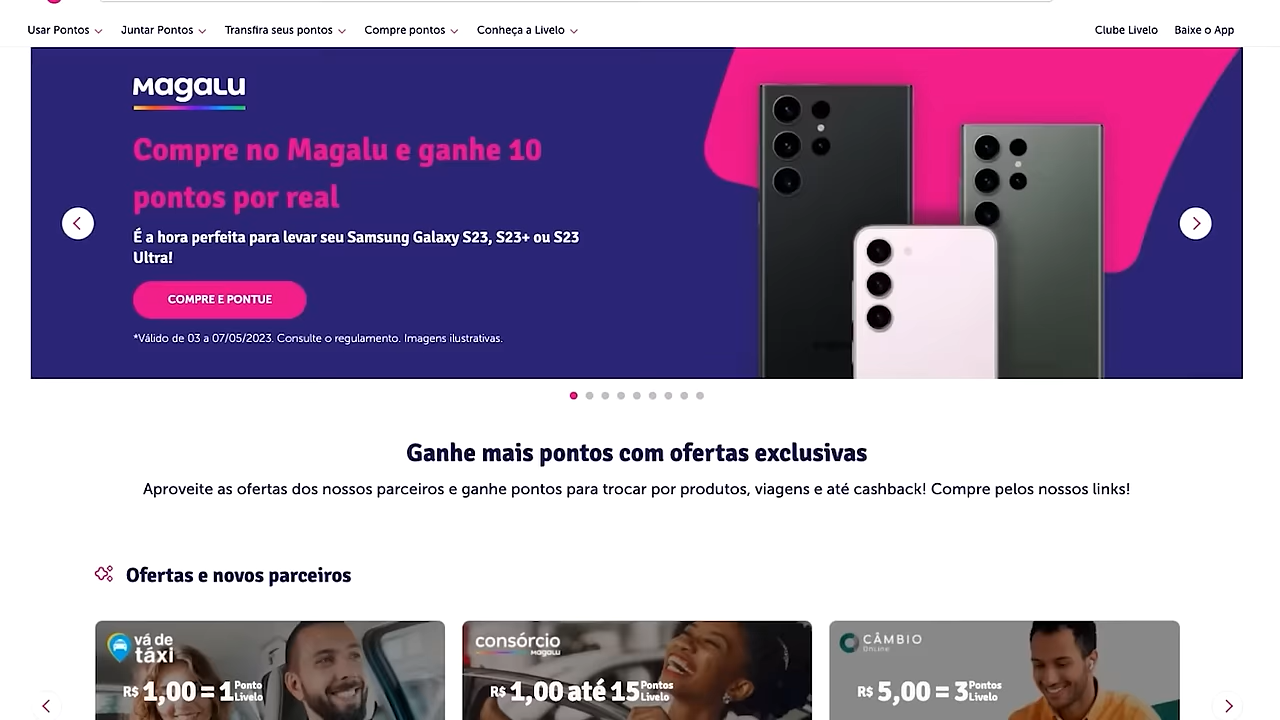 Usar Pontos Juntar Pontos Transfira seus pontos Compre pontos Conheça a Livelo Clube Livelo Baixe o App
Magalu
Compre no Magalu e ganhe 10
pontos por real
É a hora perfeita para levar seu Samsung Galaxy S23, S23+ ou S23
Ultra!
COMPRE E PONTUE
*Válido de 03 a 07/05/2023. Consulte o regulamento. Imagens ilustrativas.
Ganhe mais pontos com ofertas exclusivas
Aproveite as ofertas dos nossos parceiros e ganhe pontos para trocar por produtos, viagens e até cashback! Compre pelos nossos links!
Ofertas e novos parceiros
vá de
táxi
R$ 1,00 = 1 Ponto Livelo
consórcio
Magalu
R$ 1,00 até 15 Pontos Livelo
CÂMBIO
Online
R$ 5,00 = 3 Pontos Livelo